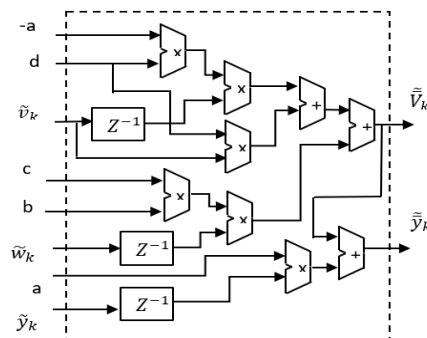 -a
x
d
x
+
ṽ_k
Z⁻¹
+
Ṽ̃_k
x
c
x
b
x
ỹ̃_k
w̃_k
Z⁻¹
+
x
a
Z⁻¹
ỹ_k